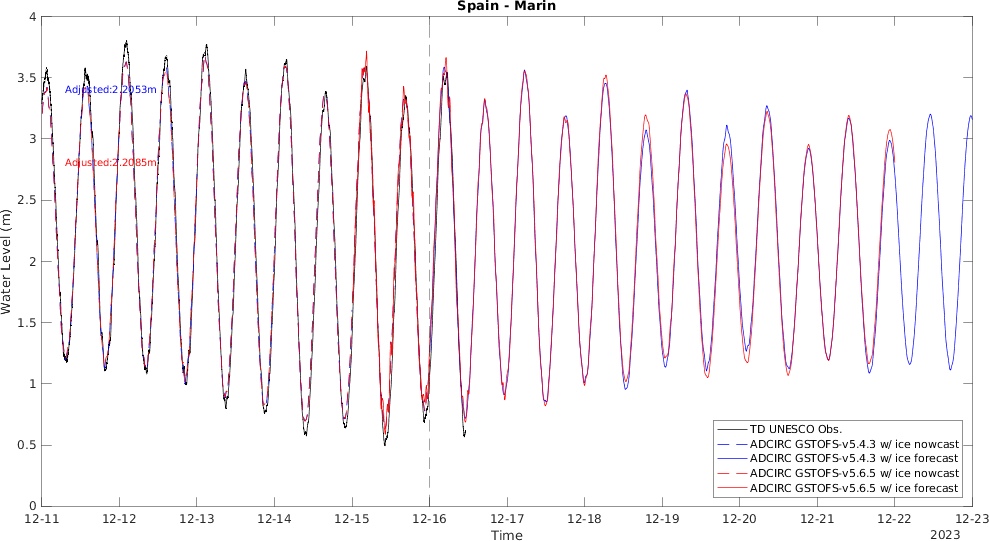 Spain - Marin
4
3.5
3
2.5
2
1.5
1
0.5
0
Water Level (m)
Adjusted:2.2053m
Adjusted:2.2085m
TD UNESCO Obs.
ADCIRC GSTOFS-v5.4.3 w/ ice nowcast
ADCIRC GSTOFS-v5.4.3 w/ ice forecast
ADCIRC GSTOFS-v5.6.5 w/ ice nowcast
ADCIRC GSTOFS-v5.6.5 w/ ice forecast
12-11 12-12 12-13 12-14 12-15 12-16 12-17 12-18 12-19 12-20 12-21 12-22 12-23
Time
2023